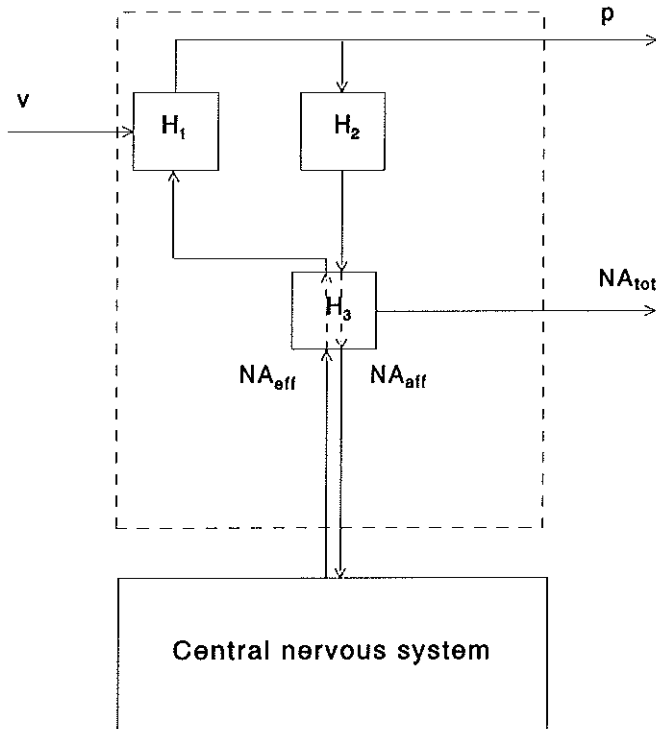 p
v
H₁
H₂
NAtot
H₃
NAeff
NAaff
Central nervous system